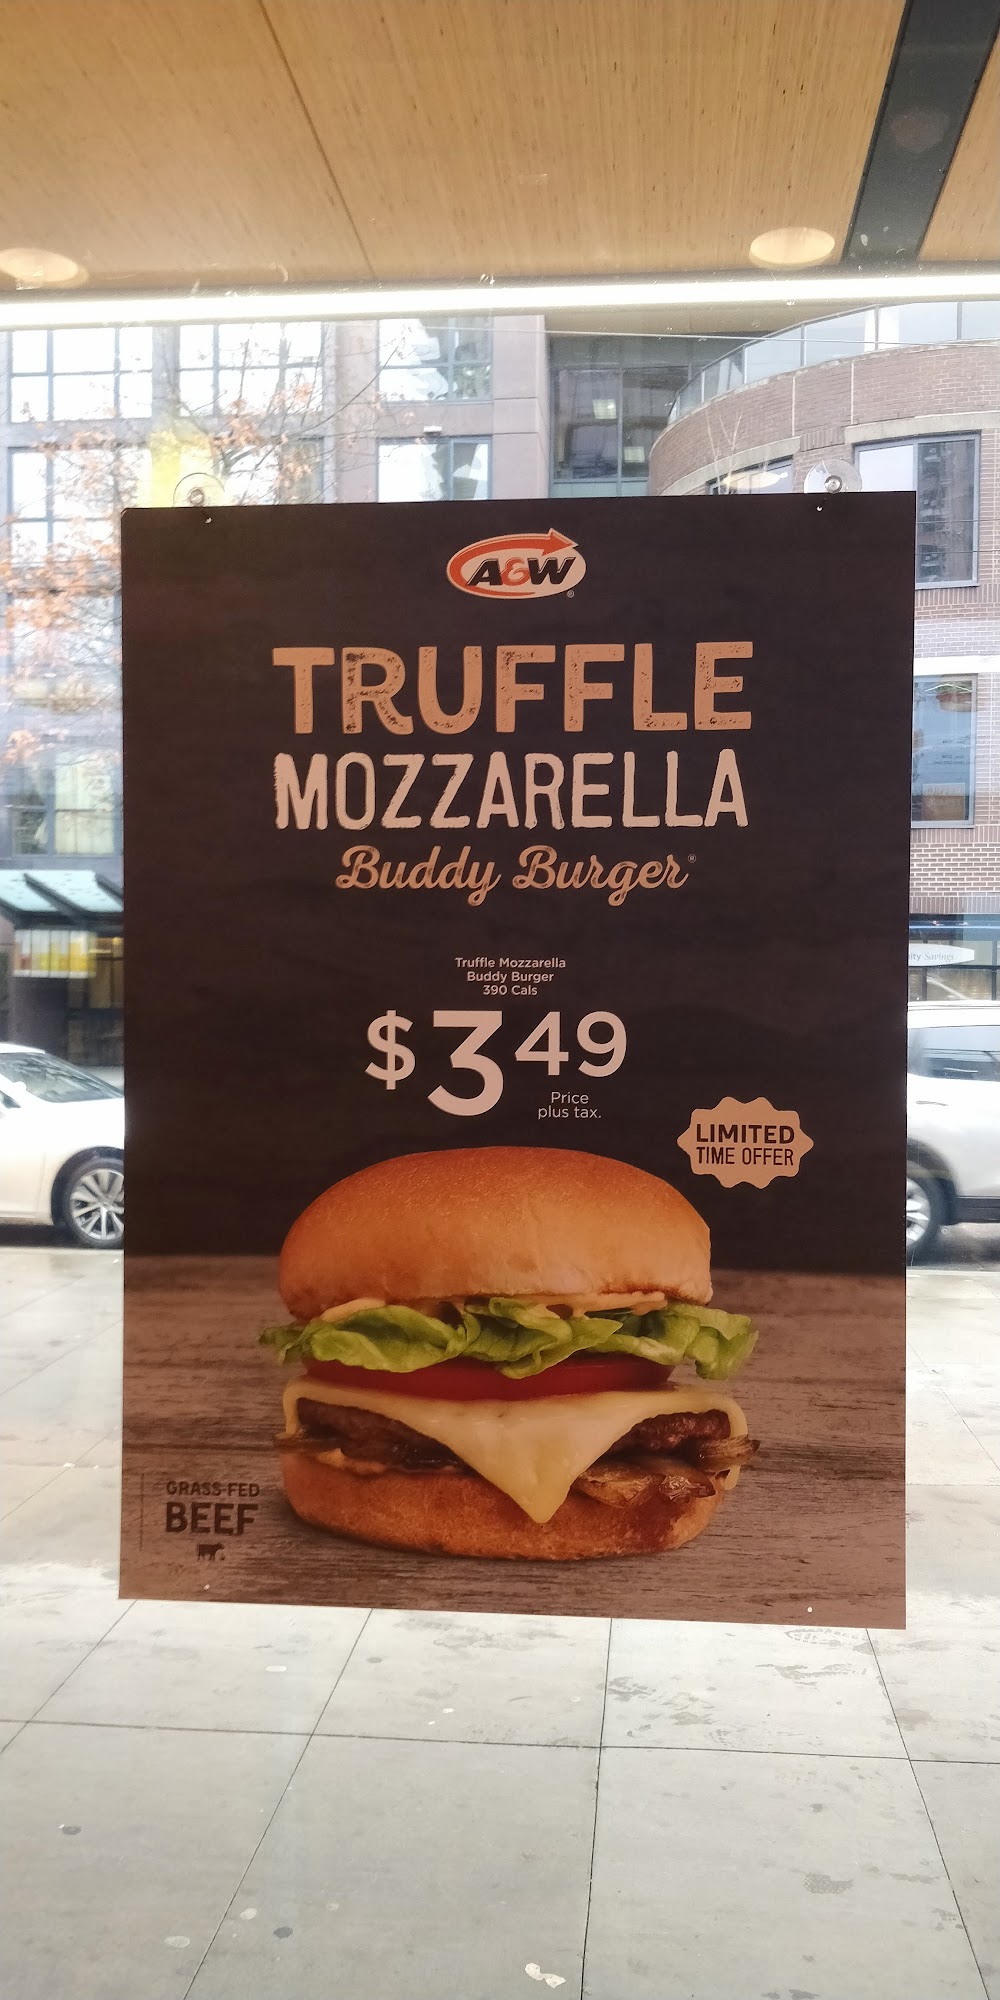 A&W
TRUFFLE
MOZZARELLA
Buddy Burger®
Truffle Mozzarella
Buddy Burger
390 Cals
$349
Price
plus tax.
LIMITED
TIME OFFER
GRASS-FED
BEEF
Savings